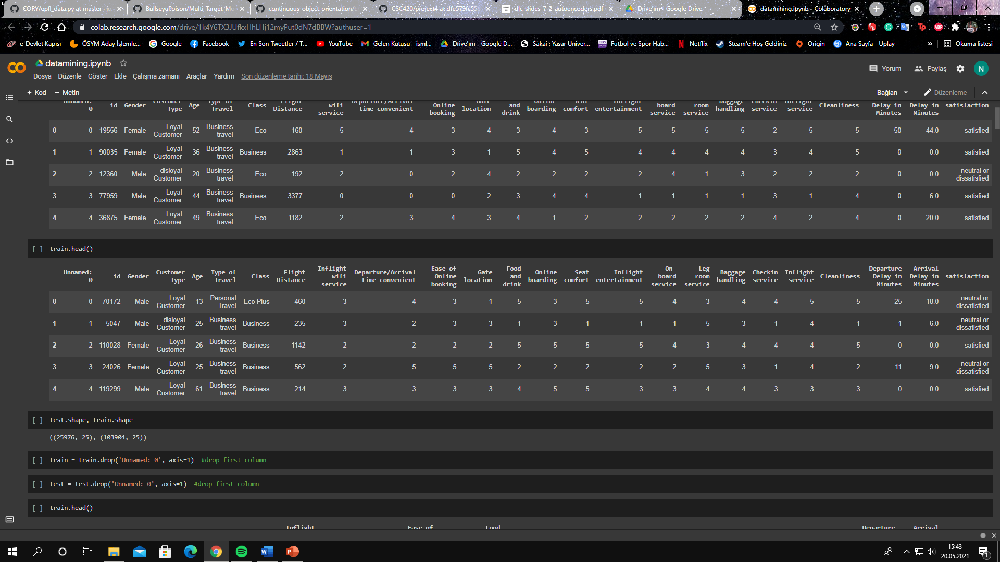 CORY/epfl_data.py at master · jo
BullseyePoison/Multi-Target-Mo
continuous-object-orientation/e
CSC420/project4 at dfe573fc55e
dlc-slides-7-2-autoencoders.pdf
Drive'ım - Google Drive
datamining.ipynb - Colaboratory
colab.research.google.com/drive/1k4Y6TX3JUfkxHhLHj12myPut0dN7dBBW?authuser=1
e-Devlet Kapısı
ÖSYM Aday İşlemle...
Google
Facebook
En Son Tweetler / T...
YouTube
Gelen Kutusu - isml...
Drive'ım - Google D...
Sakai : Yasar Univer...
Futbol ve Spor Hab...
Netflix
Steam'e Hoş Geldiniz
Origin
Ana Sayfa - Uplay
»
Okuma listesi
datamining.ipynb
Yorum Paylaş N
Dosya Düzenle Göster Ekle Çalışma zamanı Araçlar Yardım Son düzenleme tarihi: 18 Mayıs
+ Kod + Metin Bağlan Düzenleme
Unnamed: Customer Type of Flight wifi Departure/Arrival Online Gate and Online Seat Inflight board room Baggage Checkin Inflight Delay in Delay in
0 id Gender Type Age Travel Class Distance service time convenient booking location drink boarding comfort entertainment service service handling service service Cleanliness Minutes Minutes satisfaction
0 0 19556 Female Loyal Customer 52 Business travel Eco 160 5 4 3 4 3 4 3 5 5 5 5 2 5 5 50 44.0 satisfied
1 1 90035 Female Loyal Customer 36 Business travel Business 2863 1 1 3 1 5 4 5 4 4 4 4 3 4 5 0 0.0 satisfied
2 2 12360 Male disloyal Customer 20 Business travel Eco 192 2 0 2 4 2 2 2 2 4 1 3 2 2 2 0 0.0 neutral or dissatisfied
3 3 77959 Male Loyal Customer 44 Business travel Business 3377 0 0 0 2 3 4 4 1 1 1 1 3 1 4 0 6.0 satisfied
4 4 36875 Female Loyal Customer 49 Business travel Eco 1182 2 3 4 3 4 1 2 2 2 2 2 4 2 4 0 20.0 satisfied
[ ] train.head()
Unnamed: 0 id Gender Customer Type Age Type of Travel Class Flight Distance Inflight wifi service Departure/Arrival time convenient Ease of Online booking Gate location Food and drink Online boarding Seat comfort Inflight entertainment On-board service Leg room service Baggage handling Checkin service Inflight service Cleanliness Departure Delay in Minutes Arrival Delay in Minutes satisfaction
0 0 70172 Male Loyal Customer 13 Personal Travel Eco Plus 460 3 4 3 1 5 3 5 5 4 3 4 4 5 5 25 18.0 neutral or dissatisfied
1 1 5047 Male disloyal Customer 25 Business travel Business 235 3 2 3 3 1 3 1 1 1 5 3 1 4 1 1 6.0 neutral or dissatisfied
2 2 110028 Female Loyal Customer 26 Business travel Business 1142 2 2 2 2 5 5 5 5 4 3 4 4 4 5 0 0.0 satisfied
3 3 24026 Female Loyal Customer 25 Business travel Business 562 2 5 5 5 2 2 2 2 2 5 3 1 4 2 11 9.0 neutral or dissatisfied
4 4 119299 Male Loyal Customer 61 Business travel Business 214 3 3 3 3 4 5 5 3 3 4 4 3 3 3 0 0.0 satisfied
[ ] test.shape, train.shape
((25976, 25), (103904, 25))
[ ] train = train.drop('Unnamed: 0', axis=1) #drop first column
[ ] test = test.drop('Unnamed: 0', axis=1) #drop first column
[ ] train.head()
Inflight Ease of Food Departure Arrival
15:43
20.05.2021
1